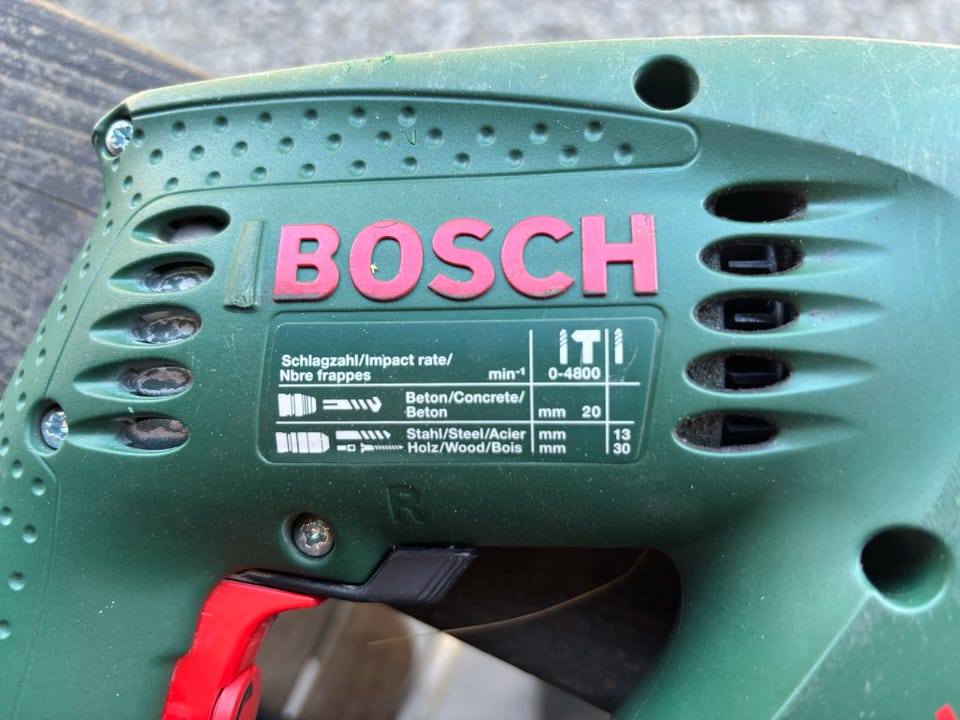 BOSCH
Schlagzahl/Impact rate/
Nbre frappes min⁻¹ 0-4800
Beton/Concrete/
Beton mm 20
Stahl/Steel/Acier mm 13
Holz/Wood/Bois mm 30
R